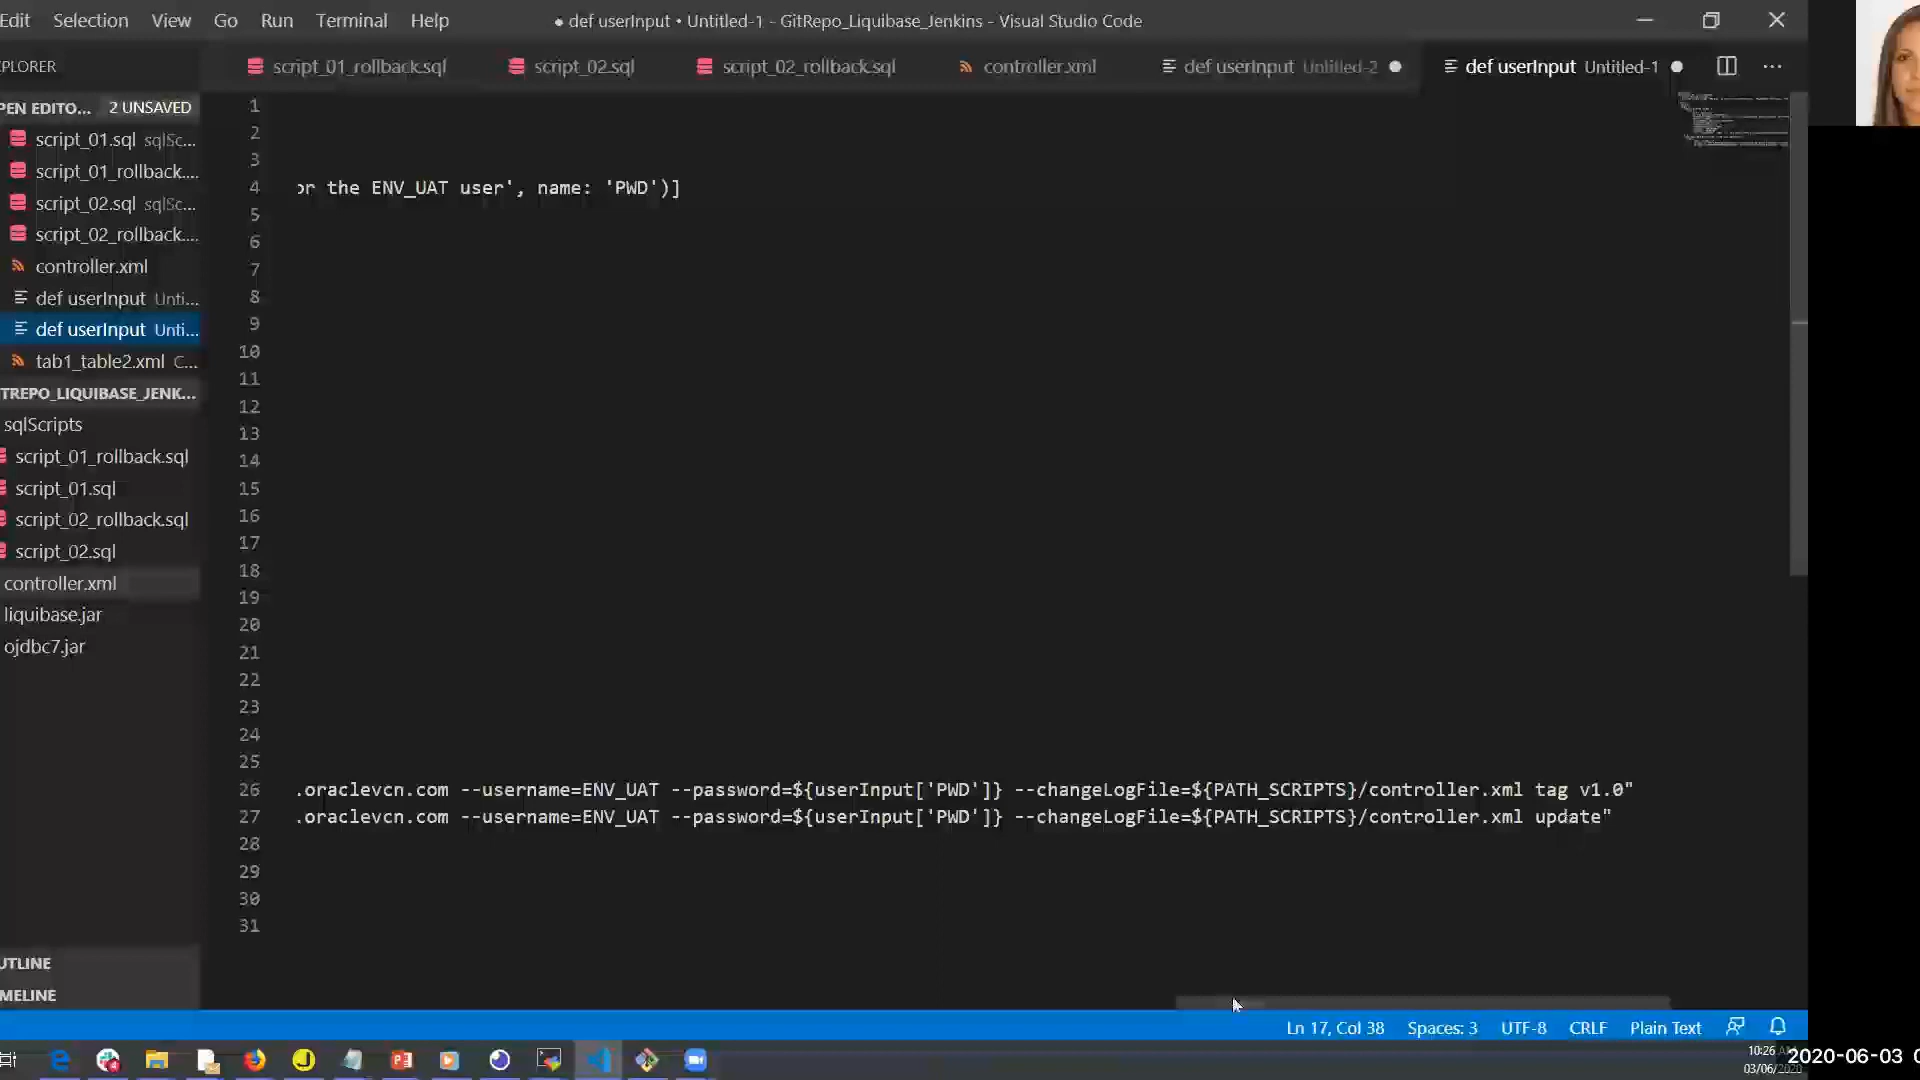 Edit Selection View Go Run Terminal Help ● def userInput • Untitled-1 - GitRepo_Liquibase_Jenkins - Visual Studio Code
PLORER
script_01_rollback.sql script_02.sql script_02_rollback.sql controller.xml def userInput Untitled-2 def userInput Untitled-1
PEN EDITO... 2 UNSAVED
script_01.sql sqlSc...
script_01_rollback....
script_02.sql sqlSc...
script_02_rollback....
controller.xml
def userInput Unti...
def userInput Unti...
tab1_table2.xml C...
TREPO_LIQUIBASE_JENK...
sqlScripts
script_01_rollback.sql
script_01.sql
script_02_rollback.sql
script_02.sql
controller.xml
liquibase.jar
ojdbc7.jar
UTLINE
MELINE
1
2
3
4 or the ENV_UAT user', name: 'PWD')]
5
6
7
8
9
10
11
12
13
14
15
16
17
18
19
20
21
22
23
24
25
26 .oraclevcn.com --username=ENV_UAT --password=${userInput['PWD']} --changeLogFile=${PATH_SCRIPTS}/controller.xml tag v1.0"
27 .oraclevcn.com --username=ENV_UAT --password=${userInput['PWD']} --changeLogFile=${PATH_SCRIPTS}/controller.xml update"
28
29
30
31
Ln 17, Col 38 Spaces: 3 UTF-8 CRLF Plain Text
10:26
03/06/2020
2020-06-03